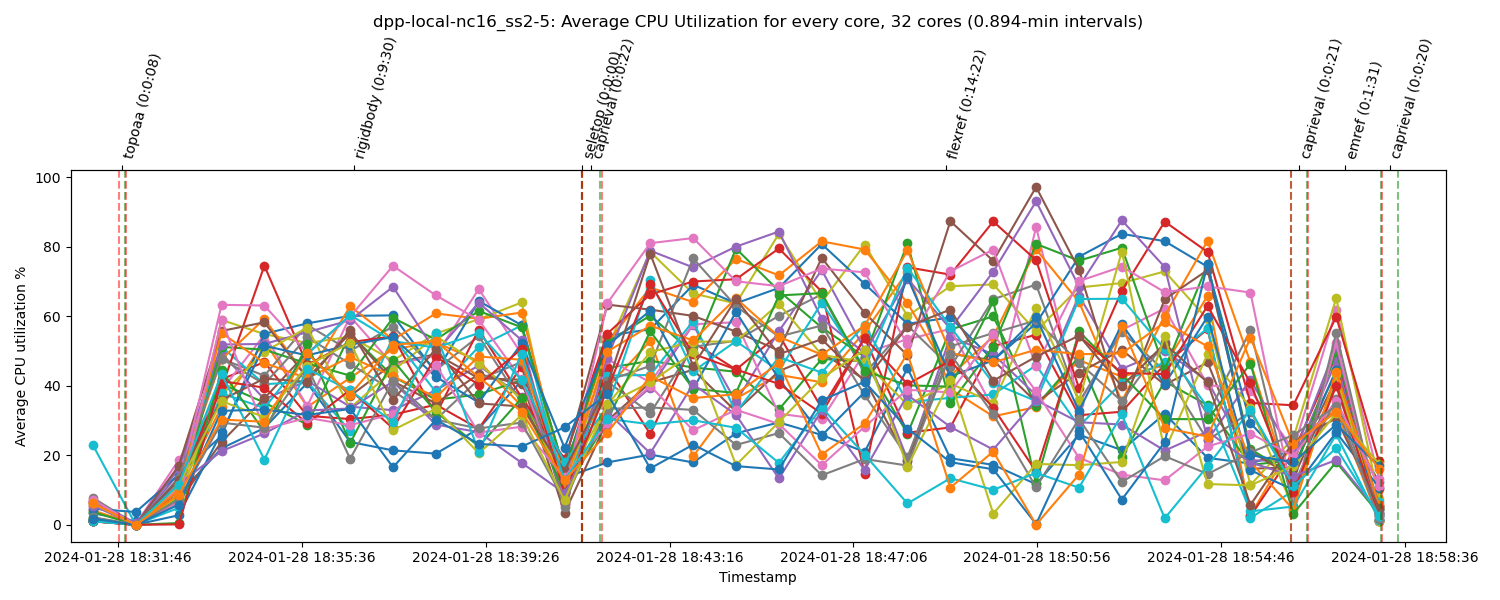 dpp-local-nc16_ss2-5: Average CPU Utilization for every core, 32 cores (0.894-min intervals)
topoaa (0:0:08)
rigidbody (0:9:30)
seletop (0:0:00)
caprieval (0:0:22)
flexref (0:14:22)
caprieval (0:0:21)
emref (0:1:31)
caprieval (0:0:20)
Average CPU utilization %
100
80
60
40
20
0
2024-01-28 18:31:46
2024-01-28 18:35:36
2024-01-28 18:39:26
2024-01-28 18:43:16
2024-01-28 18:47:06
2024-01-28 18:50:56
2024-01-28 18:54:46
2024-01-28 18:58:36
Timestamp